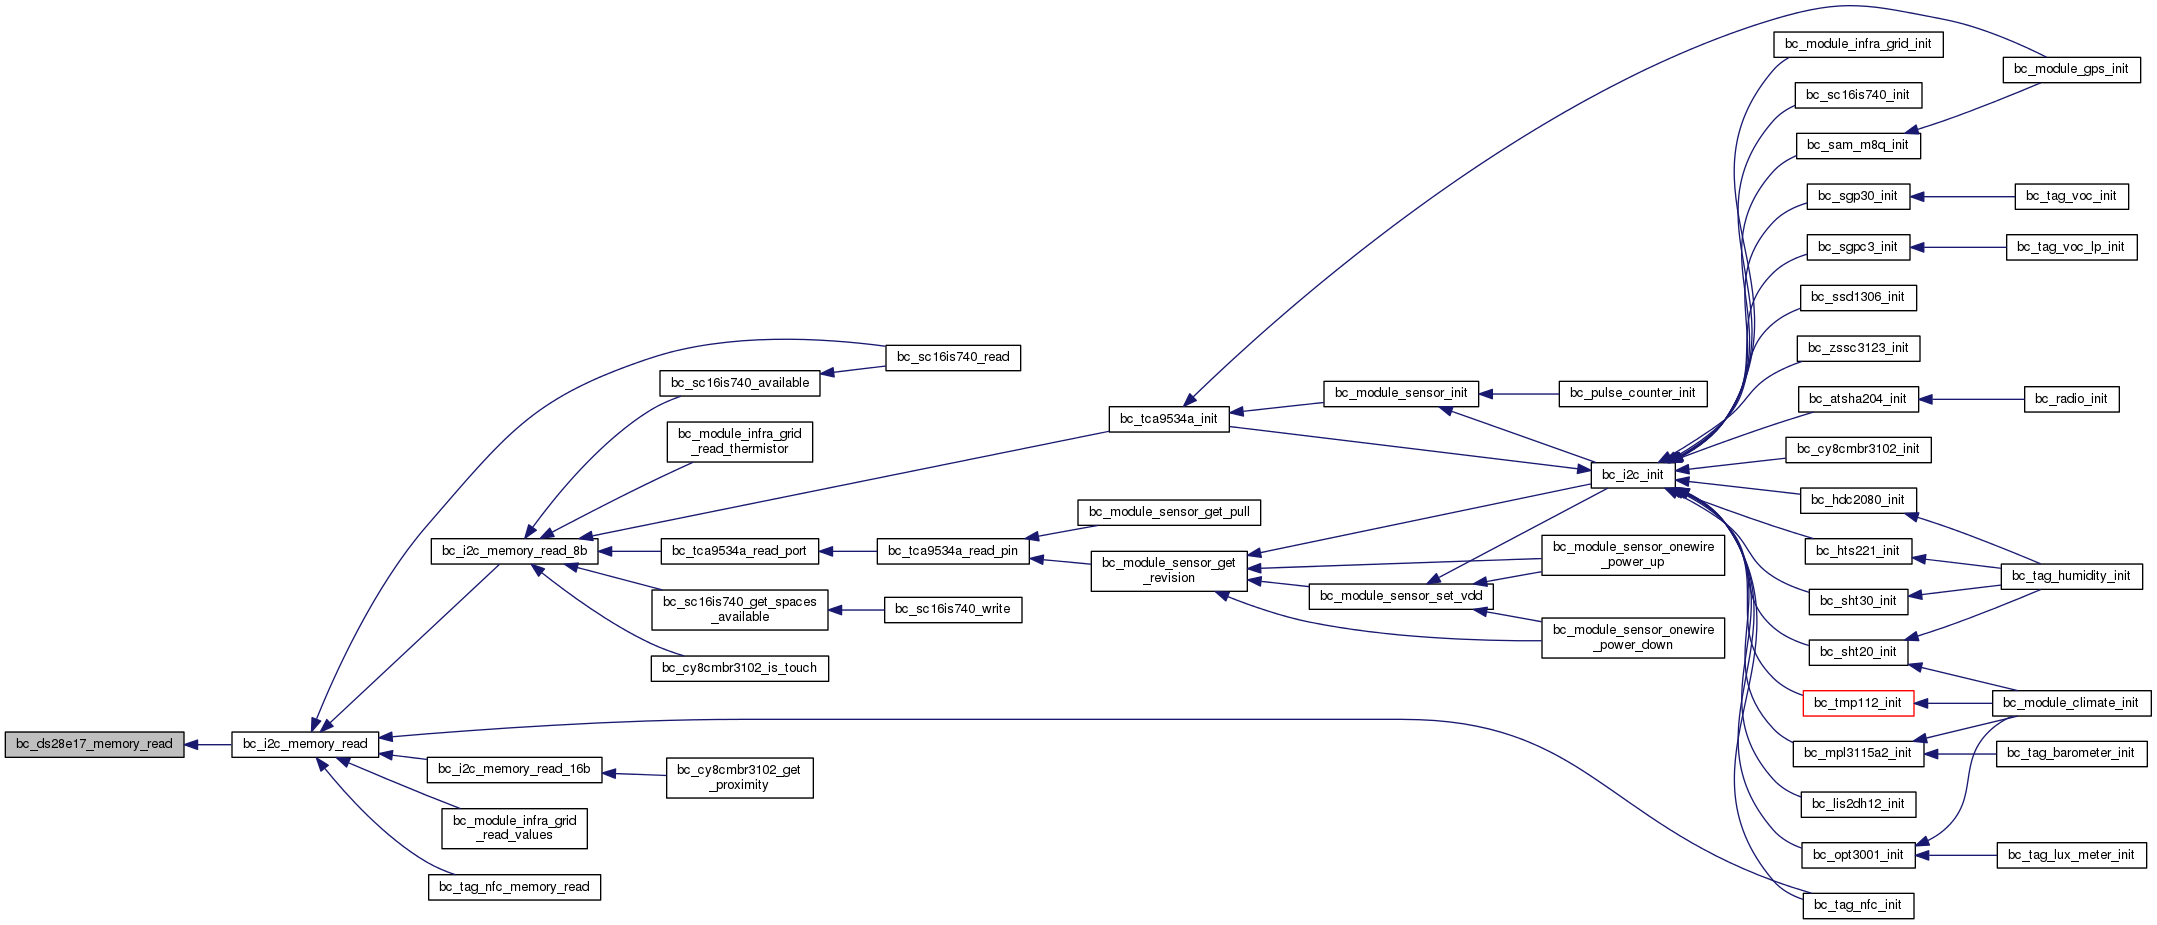 bc_ds28e17_memory_read
bc_i2c_memory_read
bc_i2c_memory_read_8b
bc_i2c_memory_read_16b
bc_module_infra_grid
_read_values
bc_tag_nfc_memory_read
bc_sc16is740_available
bc_module_infra_grid
_read_thermistor
bc_tca9534a_read_port
bc_sc16is740_get_spaces
_available
bc_cy8cmbr3102_is_touch
bc_cy8cmbr3102_get
_proximity
bc_sc16is740_read
bc_tca9534a_read_pin
bc_sc16is740_write
bc_tca9534a_init
bc_module_sensor_get_pull
bc_module_sensor_get
_revision
bc_module_sensor_init
bc_module_sensor_set_vdd
bc_pulse_counter_init
bc_i2c_init
bc_module_sensor_onewire
_power_up
bc_module_sensor_onewire
_power_down
bc_module_infra_grid_init
bc_sc16is740_init
bc_sam_m8q_init
bc_sgp30_init
bc_sgpc3_init
bc_ssd1306_init
bc_zssc3123_init
bc_atsha204_init
bc_cy8cmbr3102_init
bc_hdc2080_init
bc_hts221_init
bc_sht30_init
bc_sht20_init
bc_tmp112_init
bc_mpl3115a2_init
bc_lis2dh12_init
bc_opt3001_init
bc_tag_nfc_init
bc_module_gps_init
bc_tag_voc_init
bc_tag_voc_lp_init
bc_radio_init
bc_tag_humidity_init
bc_module_climate_init
bc_tag_barometer_init
bc_tag_lux_meter_init